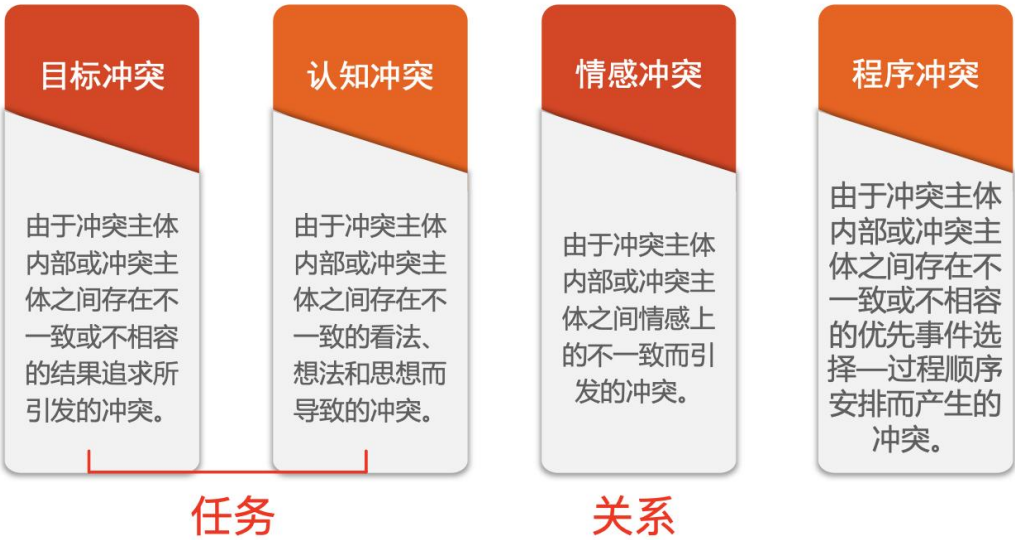 目标冲突
由于冲突主体
内部或冲突主
体之间存在不
一致或不相容
的结果追求所
引发的冲突。
认知冲突
由于冲突主体
内部或冲突主
体之间存在不
一致的看法、
想法和思想而
导致的冲突。
情感冲突
由于冲突主体
内部或冲突主
体之间情感上
的不一致而引
发的冲突。
程序冲突
由于冲突主体
内部或冲突主
体之间存在不
一致或不相容
的优先事件选
择—过程顺序
安排而产生的
冲突。
任务
关系